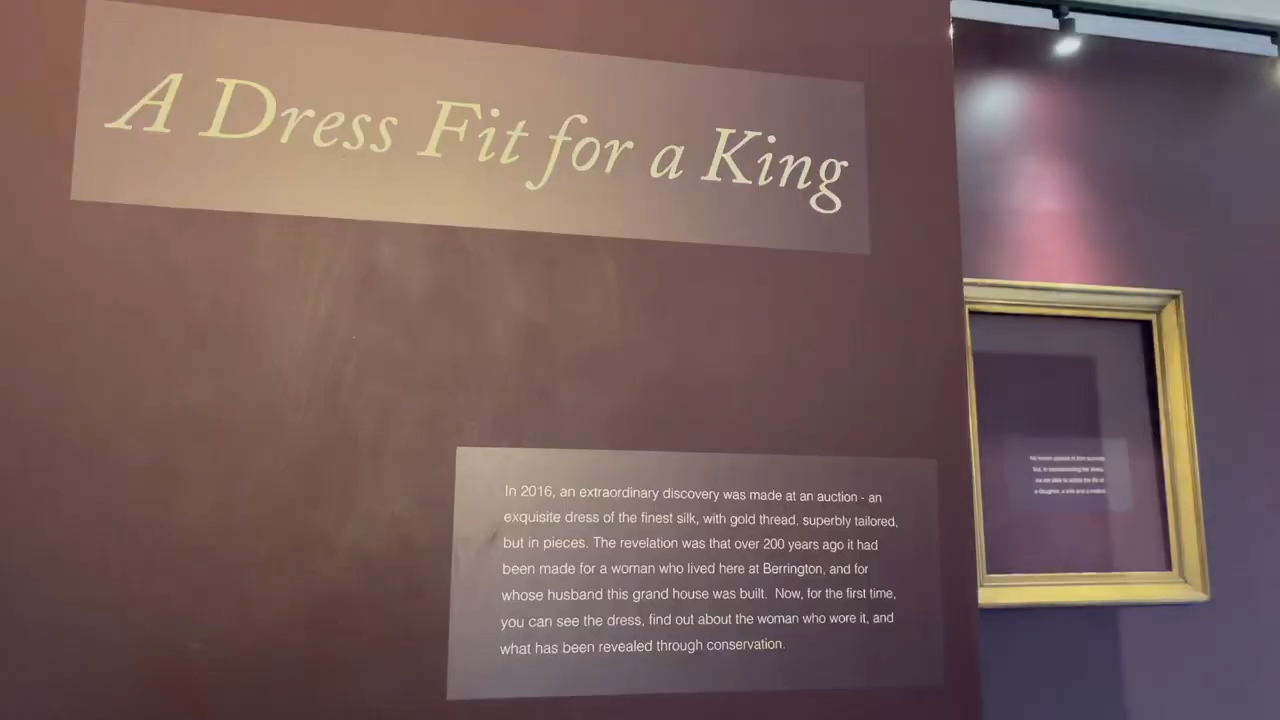 A Dress Fit for a King
In 2016, an extraordinary discovery was made at an auction - an
exquisite dress of the finest silk, with gold thread, superbly tailored,
but in pieces. The revelation was that over 200 years ago it had
been made for a woman who lived here at Berrington, and for
whose husband this grand house was built. Now, for the first time,
you can see the dress, find out about the woman who wore it, and
what has been revealed through conservation.
a daughter, a wife and a mother.